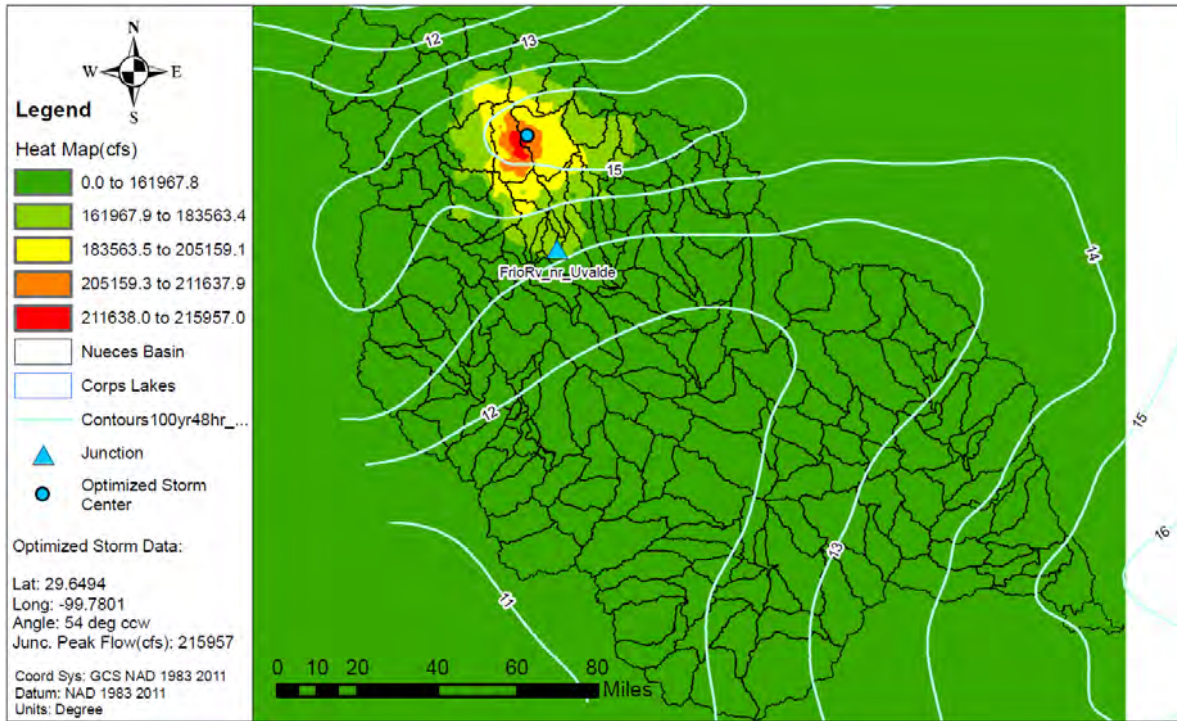 N
W E
S
Legend
Heat Map(cfs)
0.0 to 161967.8
161967.9 to 183563.4
183563.5 to 205159.1
205159.3 to 211637.9
211638.0 to 215957.0
Nueces Basin
Corps Lakes
Contours100yr48hr_...
Junction
Optimized Storm
Center
Optimized Storm Data:
Lat: 29.6494
Long: -99.7801
Angle: 54 deg ccw
Junc. Peak Flow(cfs): 215957
Coord Sys: GCS NAD 1983 2011
Datum: NAD 1983 2011
Units: Degree
12
13
15
14
FrioRv_nr_Uvalde
12
15
16
13
11
0 10 20 40 60 80
Miles